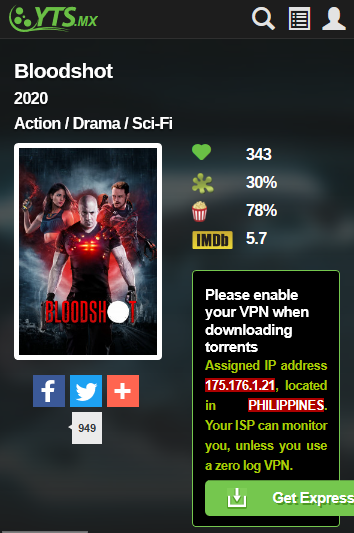 YTS.MX
Bloodshot
2020
Action / Drama / Sci-Fi
BLOODSH T
343
30%
78%
IMDb 5.7
Please enable
your VPN when
downloading
torrents
Assigned IP address
175.176.1.21, located
in PHILIPPINES.
Your ISP can monitor
you, unless you use
a zero log VPN.
Get Express
f
+
949